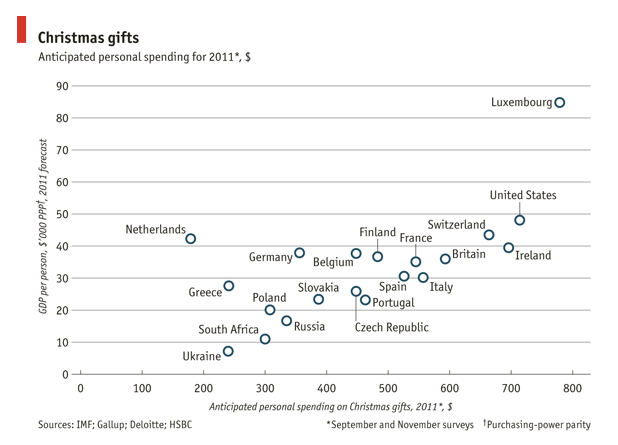 Christmas gifts
Anticipated personal spending for 2011*, $
GDP per person, $'000 PPP†, 2011 forecast
90
80
70
60
50
40
30
20
10
0
Luxembourg
United States
Netherlands
Switzerland
Finland
France
Germany
Belgium
Britain
Ireland
Greece
Slovakia
Spain
Italy
Poland
Portugal
South Africa
Russia
Czech Republic
Ukraine
0 100 200 300 400 500 600 700 800
Anticipated personal spending on Christmas gifts, 2011*, $
Sources: IMF; Gallup; Deloitte; HSBC
*September and November surveys †Purchasing-power parity